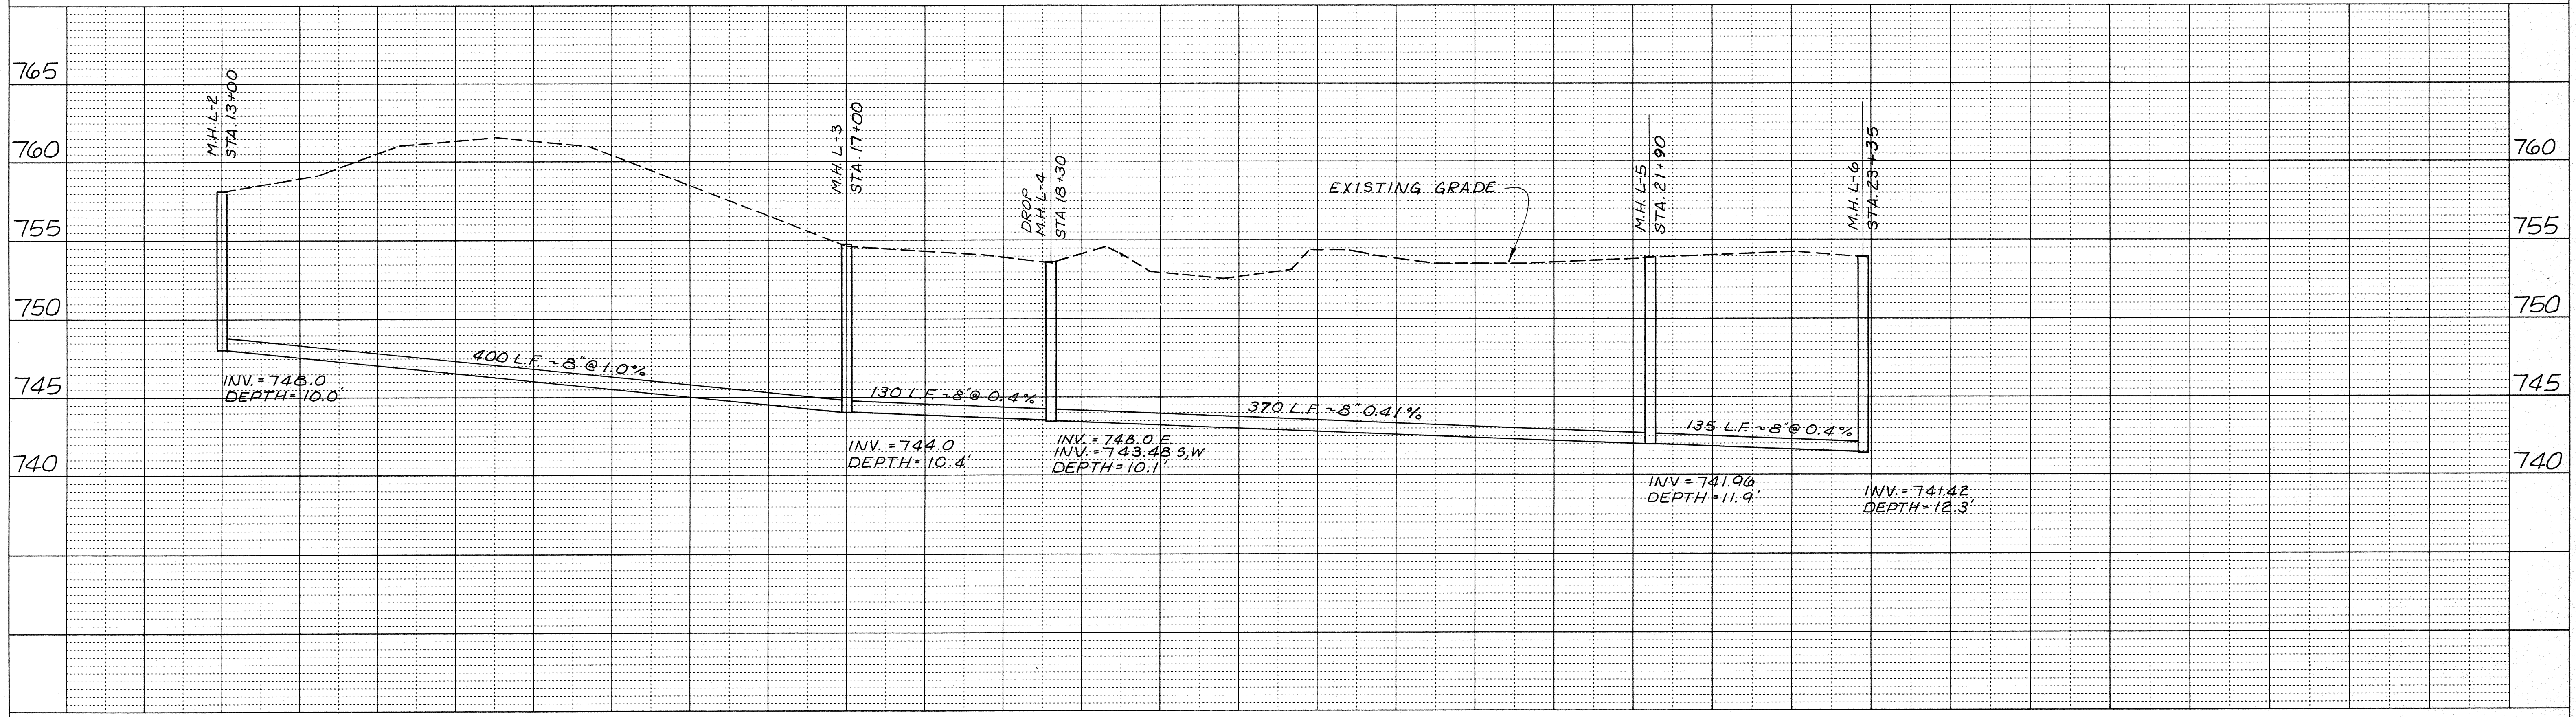 765
760
755
750
745
740
M.H. L-2
STA. 13+00
M.H. L-3
STA. 17+00
DROP
M.H. L-4
STA. 18+30
EXISTING GRADE
M.H. L-5
STA. 21+90
M.H. L-6
STA. 23+35
400 L.F. ~ 8" @ 1.0%
130 L.F. ~ 8" @ 0.4%
370 L.F. ~ 8" 0.41%
135 L.F. ~ 8" @ 0.4%
INV. = 748.0
DEPTH = 10.0'
INV. = 744.0
DEPTH = 10.4'
INV. = 748.0 E.
INV. = 743.48 S,W
DEPTH = 10.1'
INV = 741.96
DEPTH = 11.9'
INV. = 741.42
DEPTH = 12.3'
760
755
750
745
740